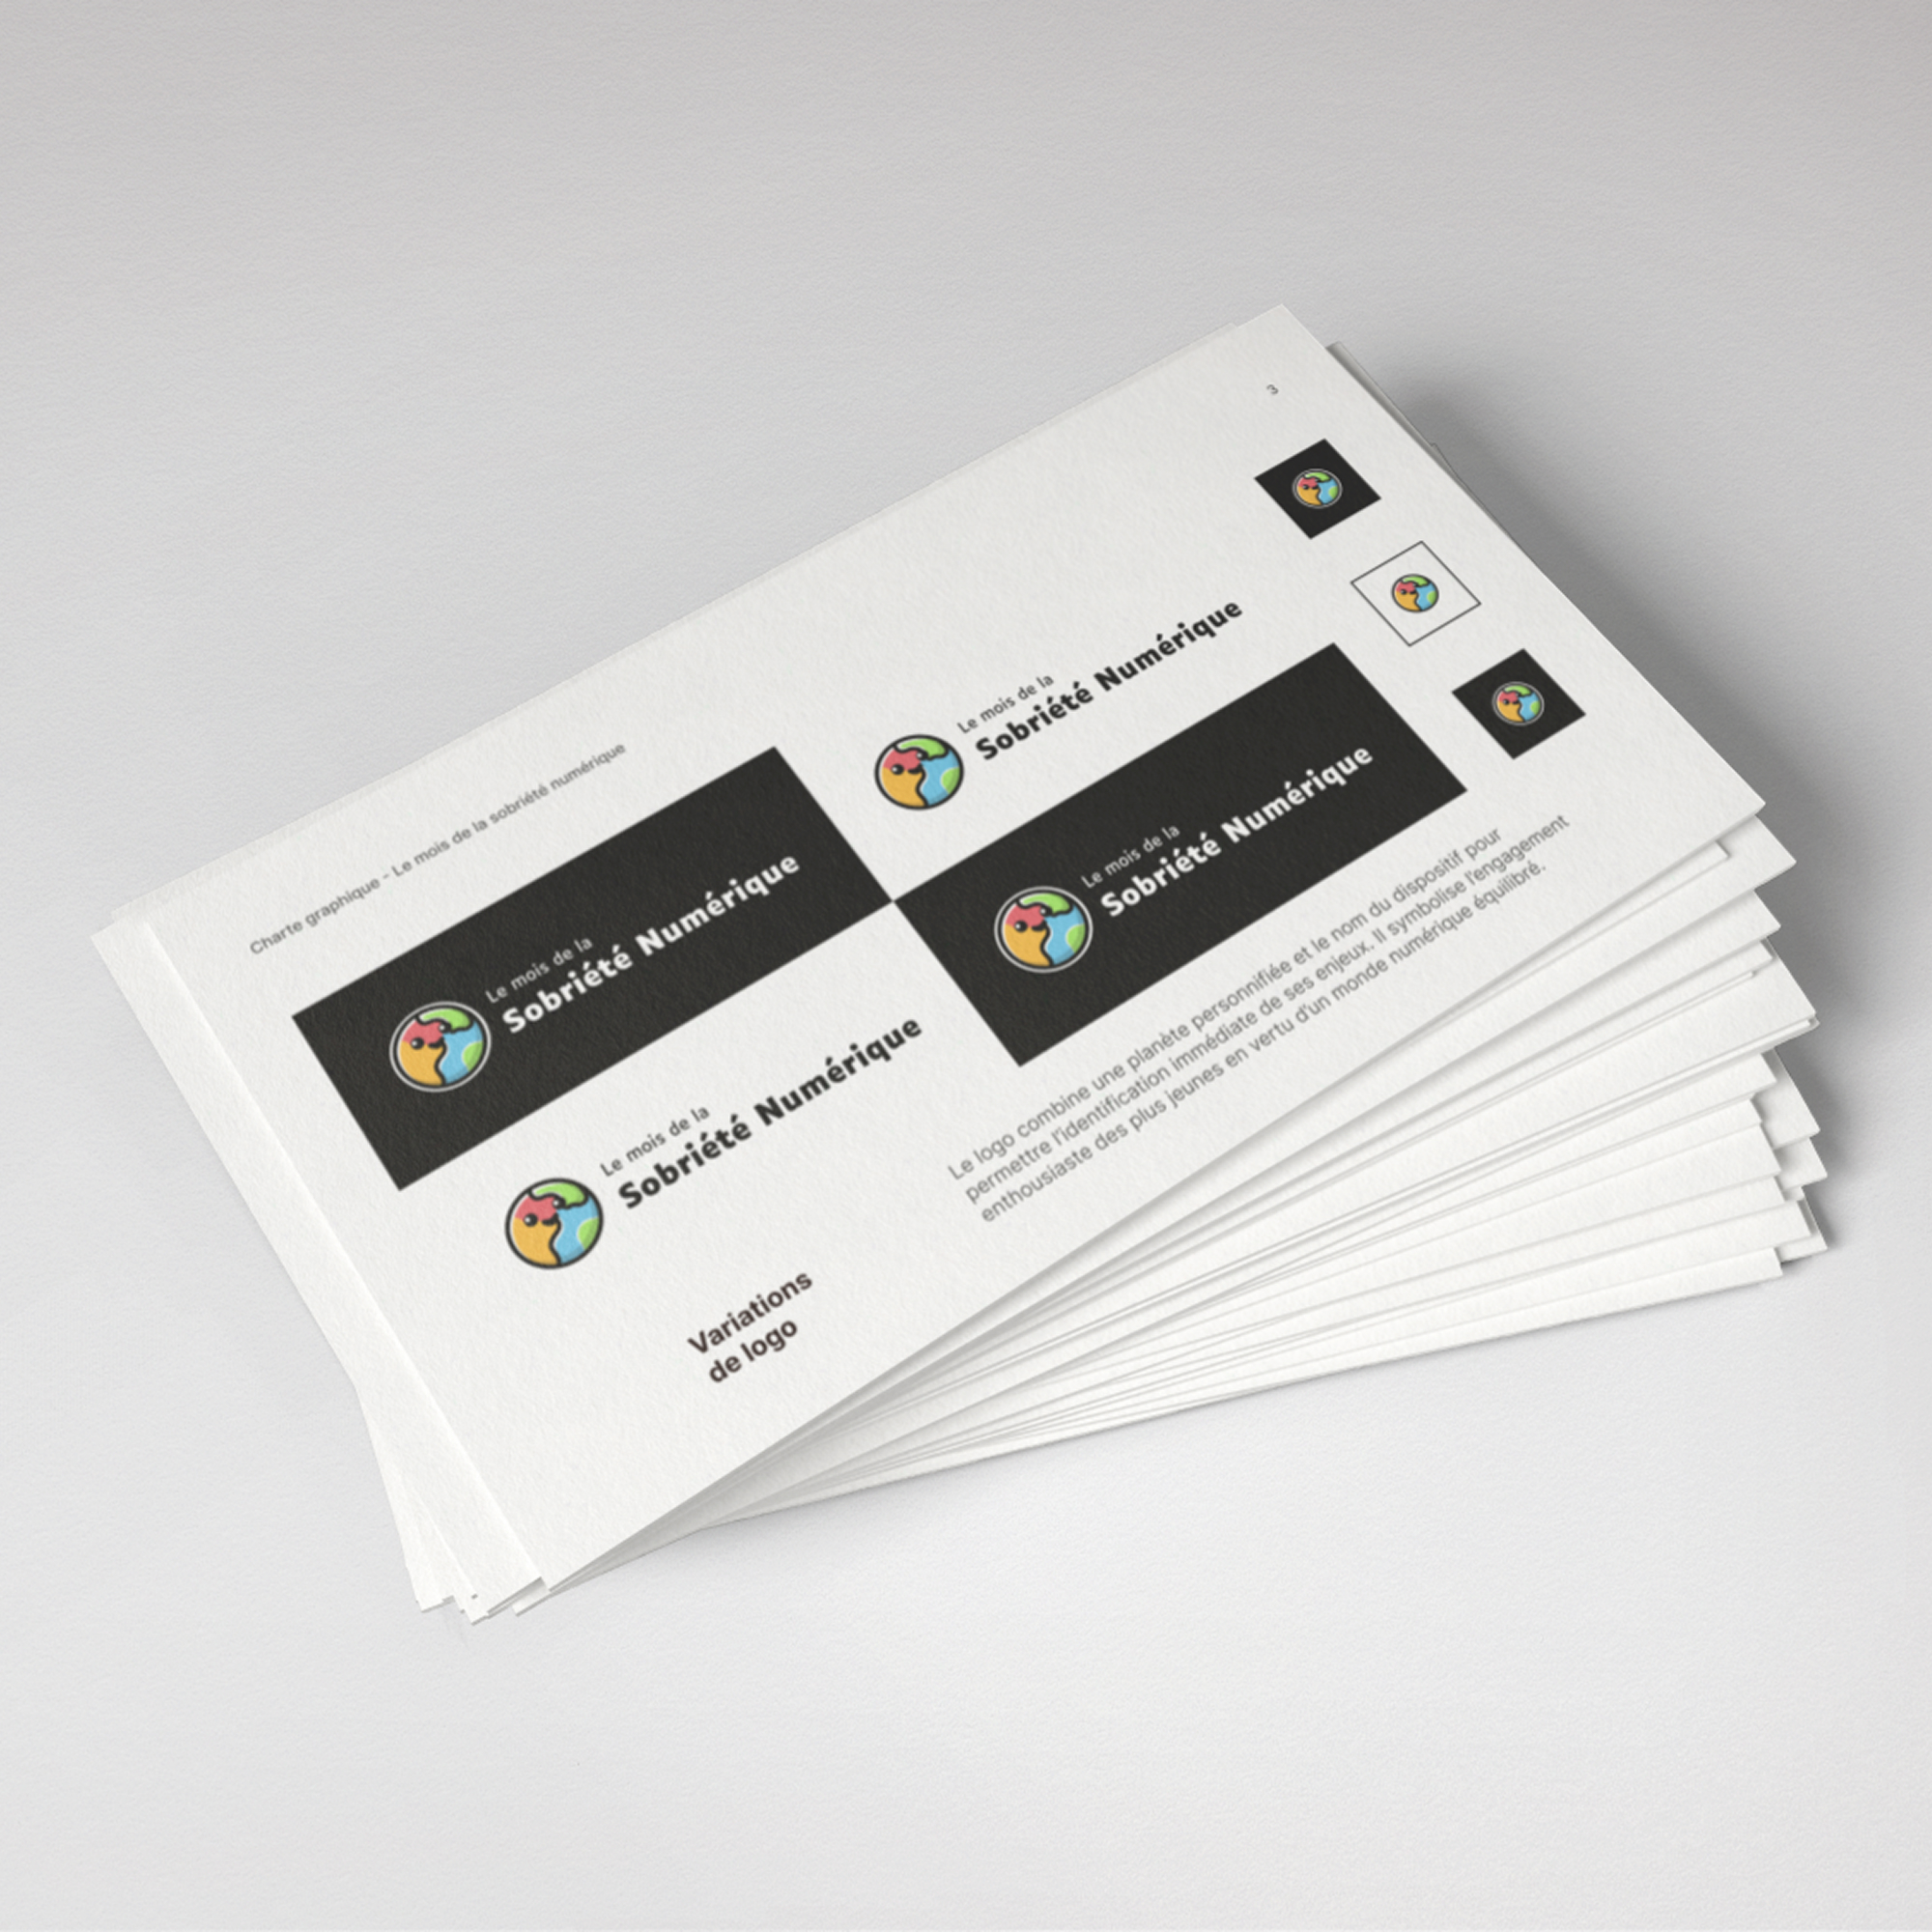 Charte graphique - Le mois de la sobriété numérique
3
Le mois de la
Sobriété Numérique
Le mois de la
Sobriété Numérique
Le mois de la
Sobriété Numérique
Le mois de la
Sobriété Numérique
Variations
de logo
Le logo combine une planète personnifiée et le nom du dispositif pour
permettre l'identification immédiate de ses enjeux. Il symbolise l'engagement
enthousiaste des plus jeunes en vertu d'un monde numérique équilibré.